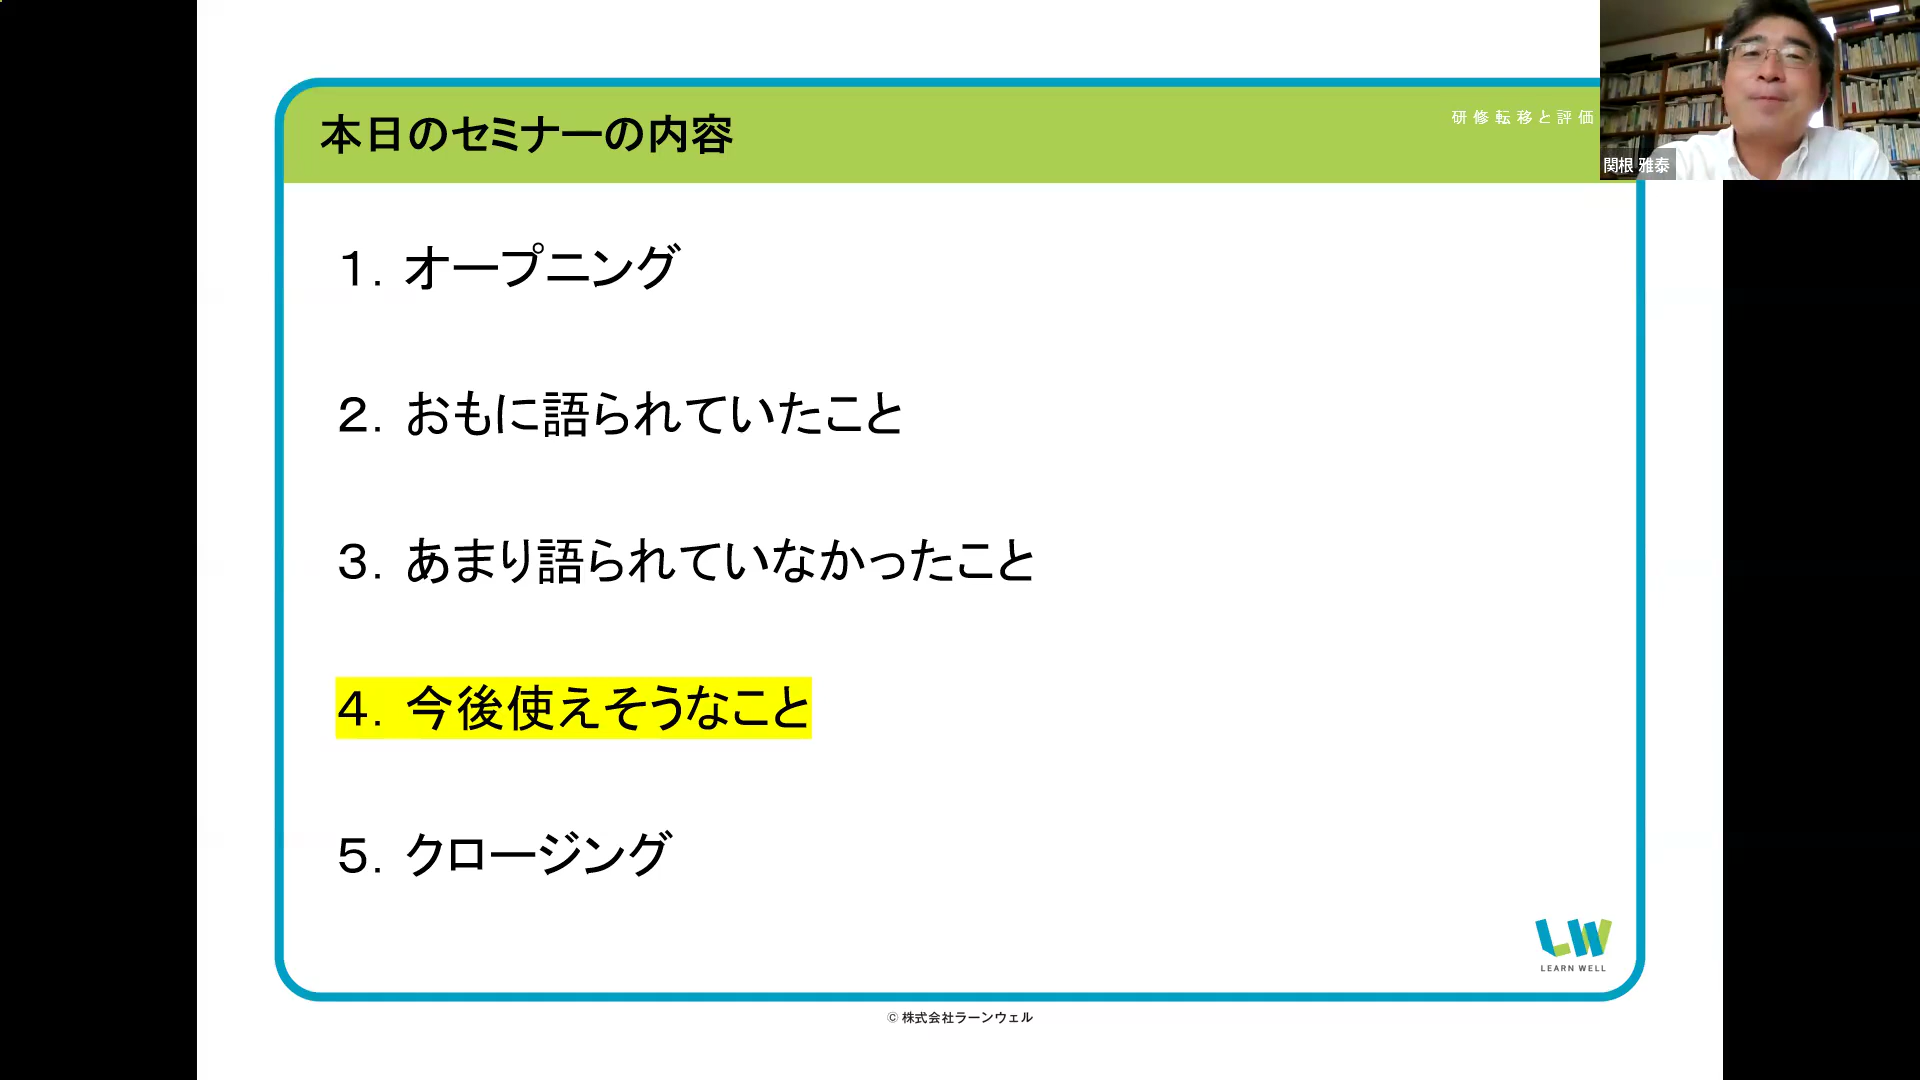 本日のセミナーの内容
研修転移と評価
関根 雅泰
１．オープニング
２．おもに語られていたこと
３．あまり語られていなかったこと
４．今後使えそうなこと
５．クロージング
LW
LEARN WELL
© 株式会社ラーンウェル